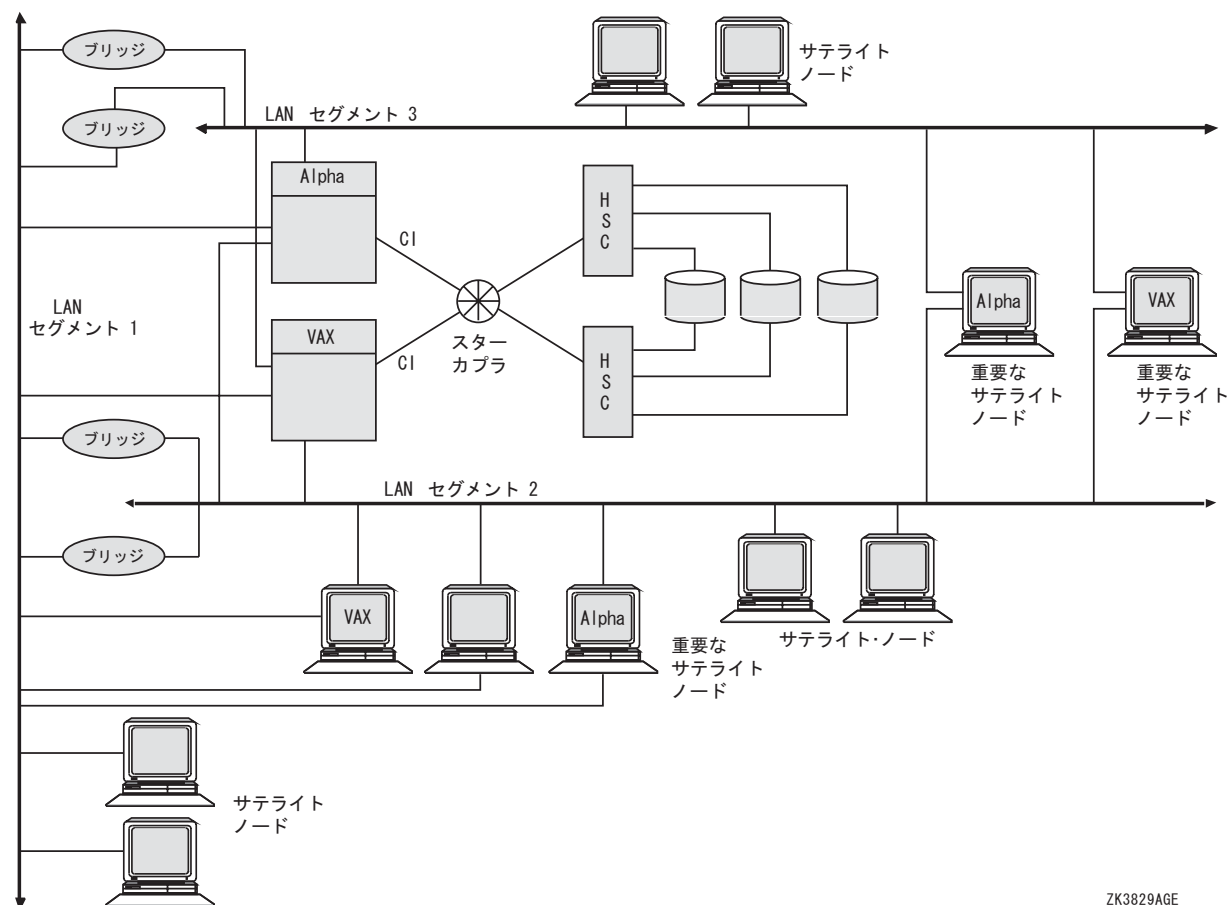 ブリッジ
サテライト
ノード
ブリッジ
LAN セグメント 3
Alpha
H
S
C
CI
Alpha
VAX
LAN
セグメント 1
スター
カプラ
VAX
CI
H
S
C
重要な
サテライト
ノード
重要な
サテライト
ノード
ブリッジ
LAN セグメント 2
ブリッジ
VAX
Alpha
重要な
サテライト
ノード
サテライト・ノード
サテライト
ノード
ZK3829AGE